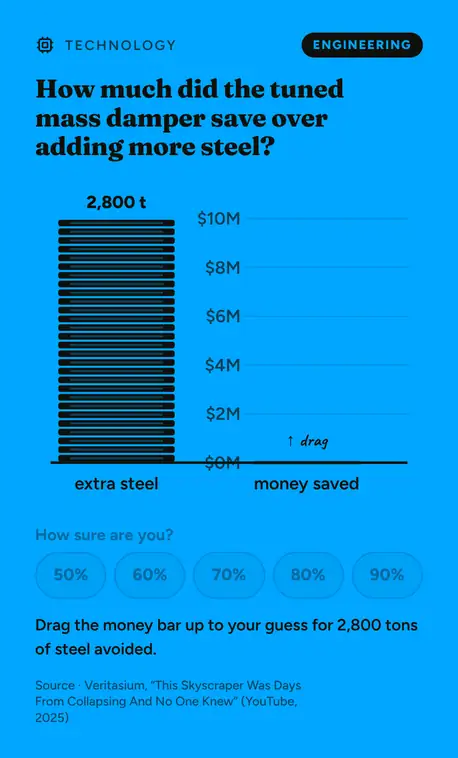 TECHNOLOGY
ENGINEERING
How much did the tuned
mass damper save over
adding more steel?
2,800 t
$10M
$8M
$6M
$4M
$2M
↑ drag
$0M
extra steel
money saved
How sure are you?
50%
60%
70%
80%
90%
Drag the money bar up to your guess for 2,800 tons
of steel avoided.
Source · Veritasium, "This Skyscraper Was Days
From Collapsing And No One Knew" (YouTube,
2025)